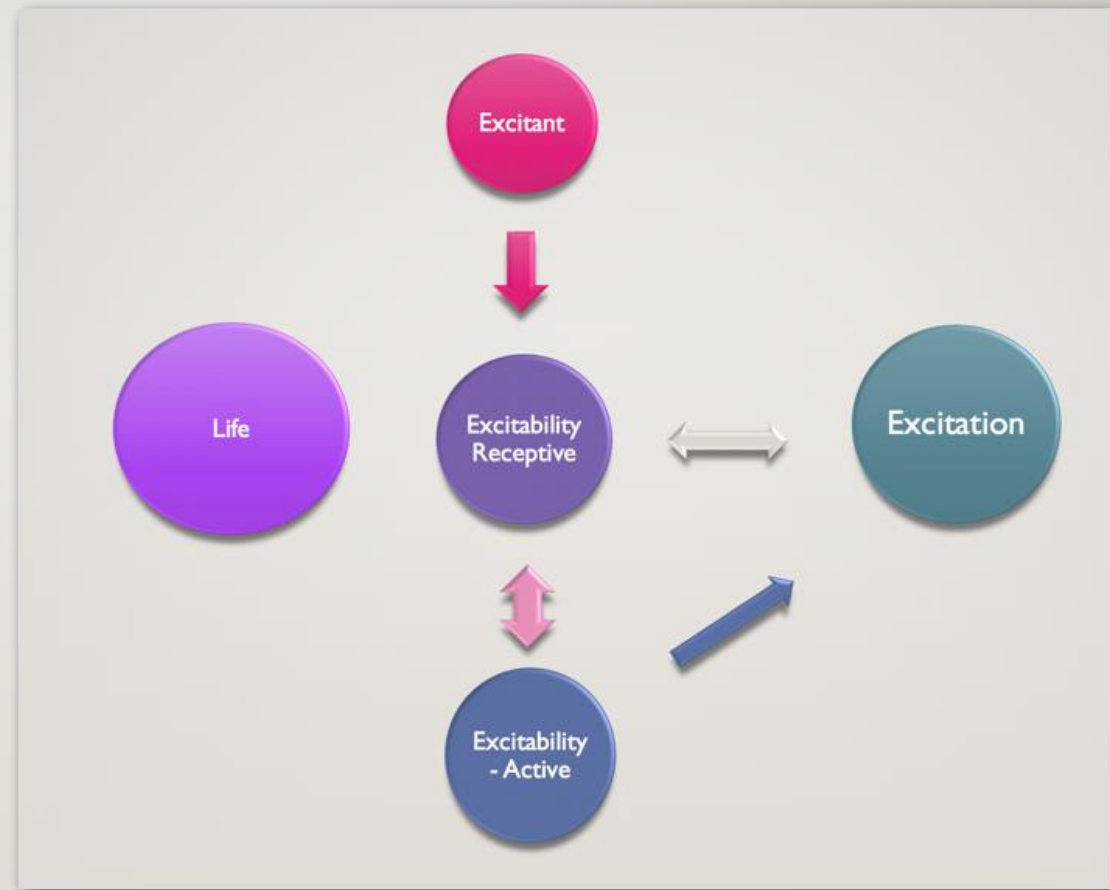 Excitant
Life
Excitability
Receptive
Excitation
Excitability
- Active